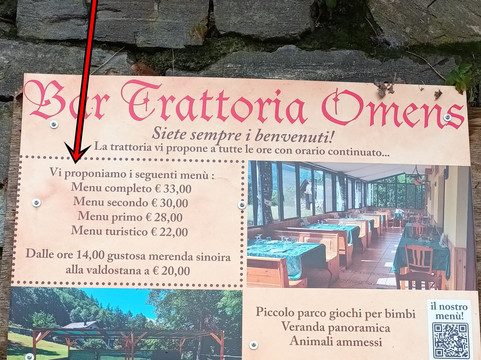 Bar Trattoria Omens
Siete sempre i benvenuti!
La trattoria vi propone a tutte le ore con orario continuato...
Vi proponiamo i seguenti menù :
Menu completo € 33,00
Menu secondo € 30,00
Menu primo € 28,00
Menu turistico € 22,00
Dalle ore 14,00 gustosa merenda sinoira
alla valdostana a € 20,00
Piccolo parco giochi per bimbi
Veranda panoramica
Animali ammessi
il nostro
menù!